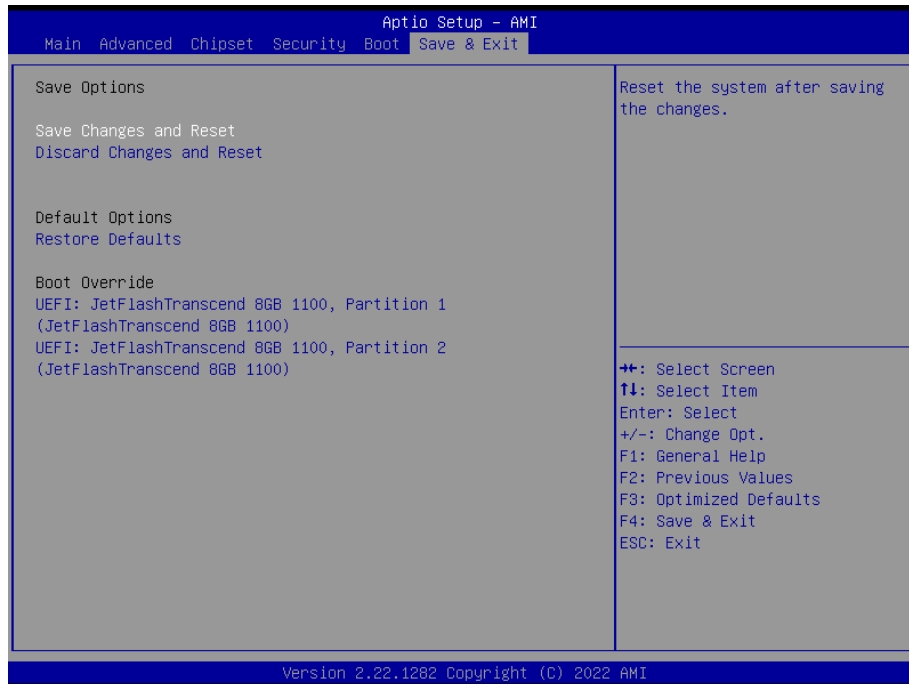 Aptio Setup – AMI
Main Advanced Chipset Security Boot Save & Exit
Save Options
Save Changes and Reset
Discard Changes and Reset
Default Options
Restore Defaults
Boot Override
UEFI: JetFlashTranscend 8GB 1100, Partition 1
(JetFlashTranscend 8GB 1100)
UEFI: JetFlashTranscend 8GB 1100, Partition 2
(JetFlashTranscend 8GB 1100)
Reset the system after saving
the changes.
→←: Select Screen
↑↓: Select Item
Enter: Select
+/-: Change Opt.
F1: General Help
F2: Previous Values
F3: Optimized Defaults
F4: Save & Exit
ESC: Exit
Version 2.22.1282 Copyright (C) 2022 AMI